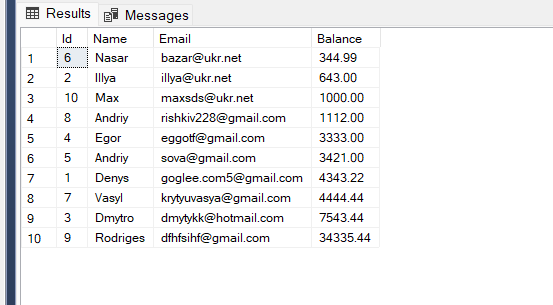 Results Messages
Id Name Email Balance
1 6 Nasar bazar@ukr.net 344.99
2 2 Illya illya@ukr.net 643.00
3 10 Max maxsds@ukr.net 1000.00
4 8 Andriy rishkiv228@gmail.com 1112.00
5 4 Egor eggotf@gmail.com 3333.00
6 5 Andriy sova@gmail.com 3421.00
7 1 Denys goglee.com5@gmail.com 4343.22
8 7 Vasyl krytyuvasya@gmail.com 4444.44
9 3 Dmytro dmytykk@hotmail.com 7543.44
10 9 Rodriges dfhfsihf@gmail.com 34335.44